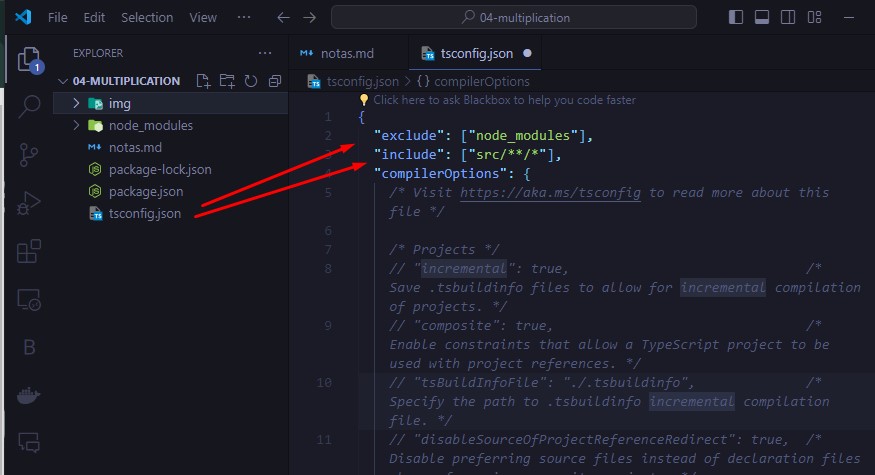 File Edit Selection View ··· 04-multiplication
EXPLORER ···
1
04-MULTIPLICATION
img
node_modules
notas.md
package-lock.json
package.json
TS tsconfig.json
B
notas.md TS tsconfig.json
TS tsconfig.json > {} compilerOptions
Click here to ask Blackbox to help you code faster
1 {
2 "exclude": ["node_modules"],
3 "include": ["src/**/*"],
4 "compilerOptions": {
5 /* Visit https://aka.ms/tsconfig to read more about this
file */
6
7 /* Projects */
8 // "incremental": true, /*
Save .tsbuildinfo files to allow for incremental compilation
of projects. */
9 // "composite": true, /*
Enable constraints that allow a TypeScript project to be
used with project references. */
10 // "tsBuildInfoFile": "./.tsbuildinfo", /*
Specify the path to .tsbuildinfo incremental compilation
file. */
11 // "disableSourceOfProjectReferenceRedirect": true, /*
Disable preferring source files instead of declaration files